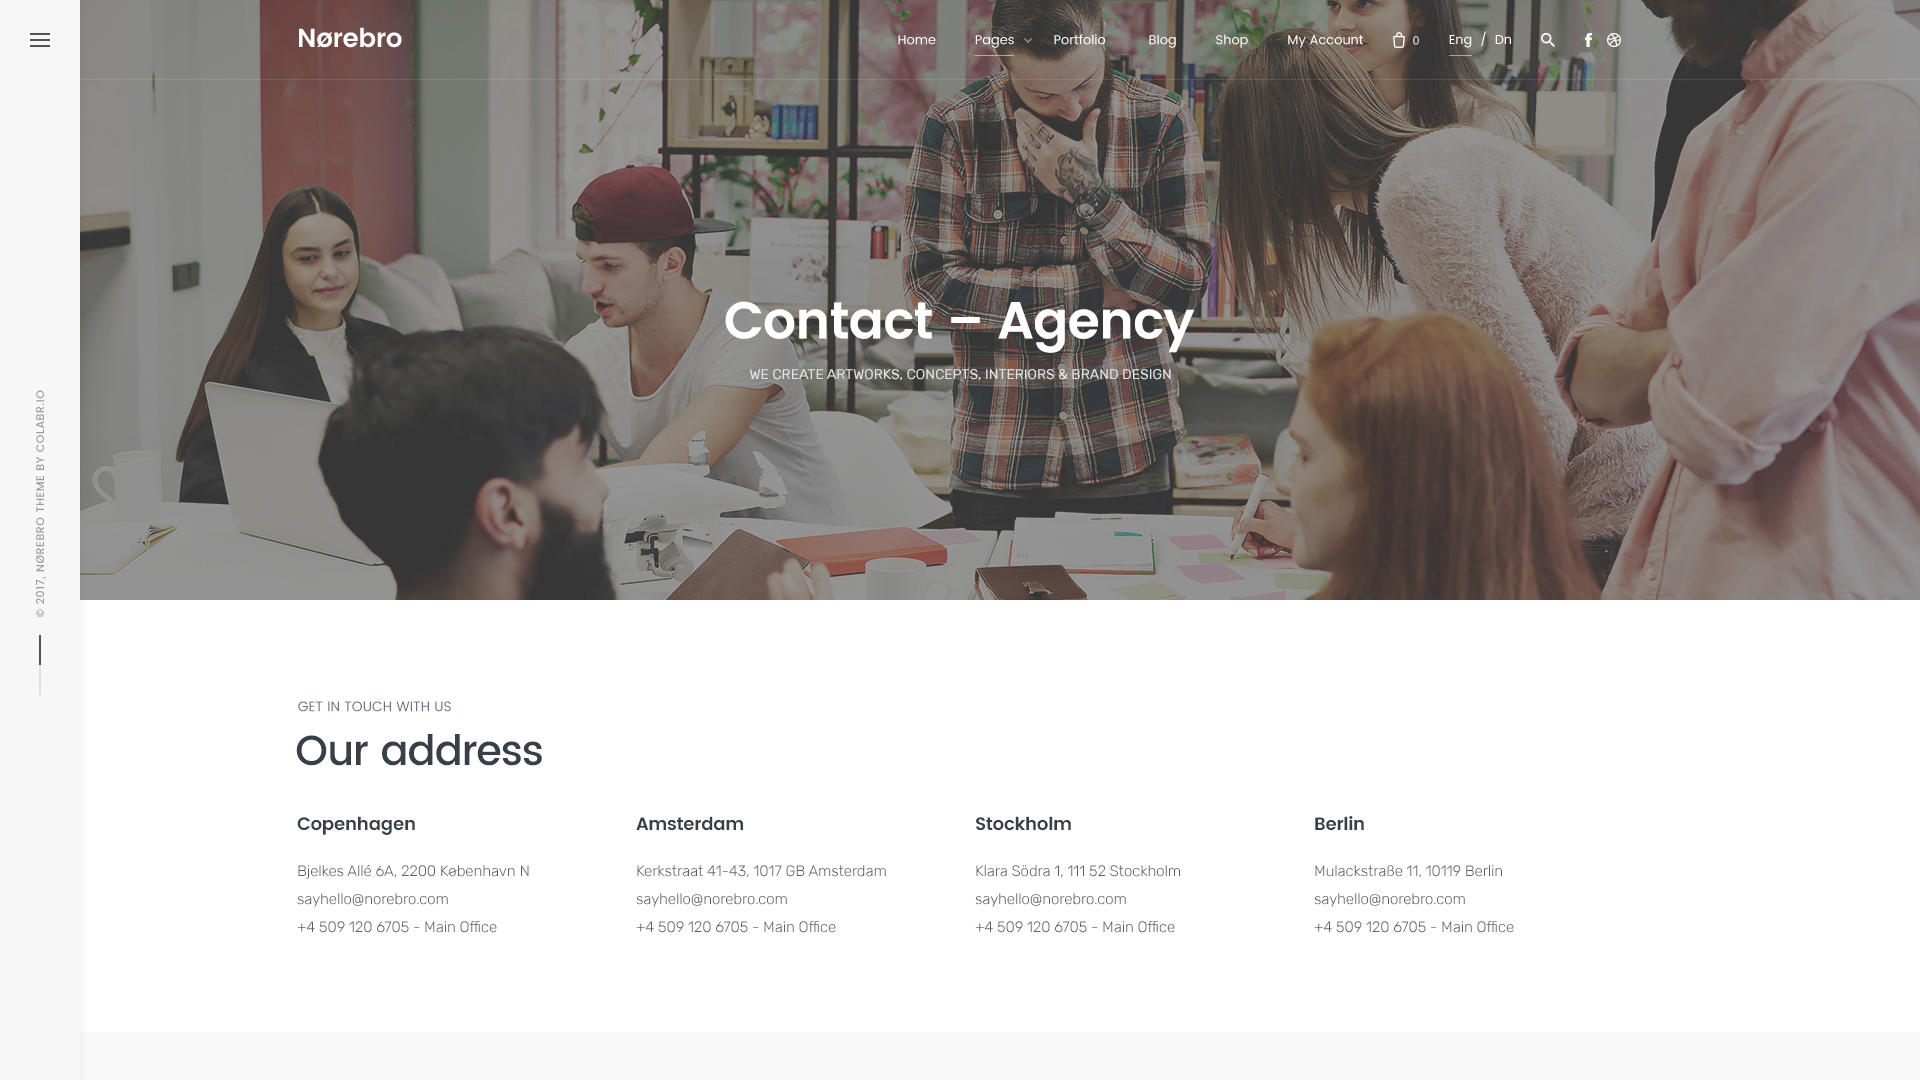 Nørebro
Home Pages Portfolio Blog Shop My Account 0 Eng / Dn
Contact – Agency
WE CREATE ARTWORKS, CONCEPTS, INTERIORS & BRAND DESIGN
© 2017, NØREBRO THEME BY COLABR.IO
GET IN TOUCH WITH US
Our address
Copenhagen
Bjelkes Allé 6A, 2200 København N
sayhello@norebro.com
+4 509 120 6705 - Main Office
Amsterdam
Kerkstraat 41-43, 1017 GB Amsterdam
sayhello@norebro.com
+4 509 120 6705 - Main Office
Stockholm
Klara Södra 1, 111 52 Stockholm
sayhello@norebro.com
+4 509 120 6705 - Main Office
Berlin
Mulackstraße 11, 10119 Berlin
sayhello@norebro.com
+4 509 120 6705 - Main Office